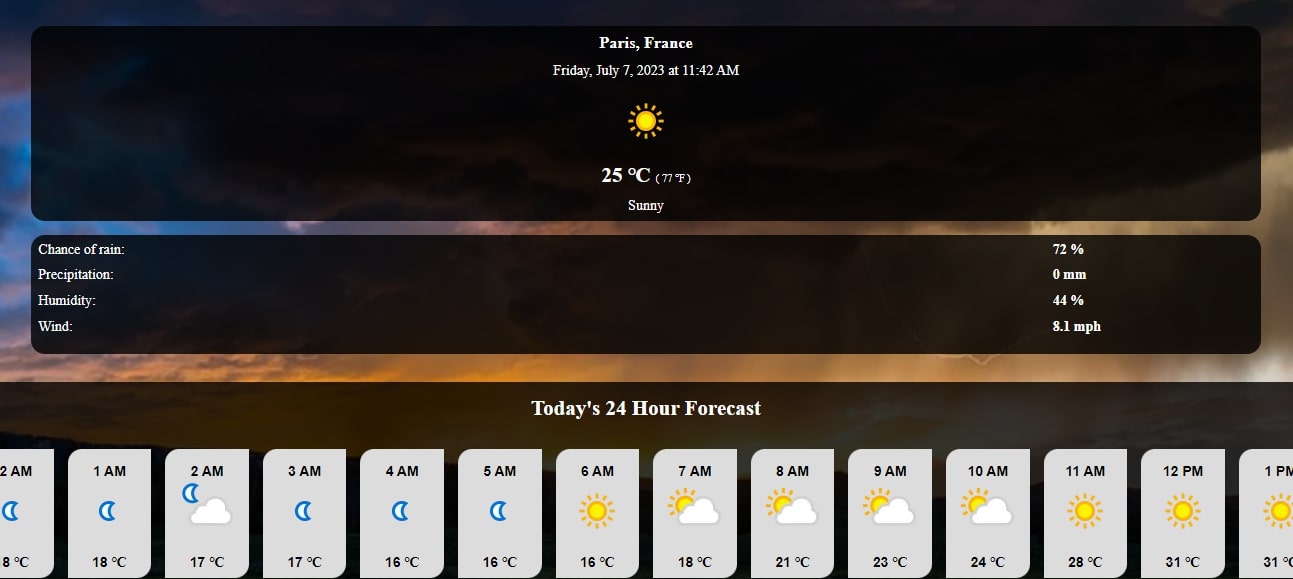 Paris, France
Friday, July 7, 2023 at 11:42 AM
25 °C ( 77 °F )
Sunny
Chance of rain: 72 %
Precipitation: 0 mm
Humidity: 44 %
Wind: 8.1 mph
Today's 24 Hour Forecast
2 AM 1 AM 2 AM 3 AM 4 AM 5 AM 6 AM 7 AM 8 AM 9 AM 10 AM 11 AM 12 PM 1 PM
8 °C 18 °C 17 °C 17 °C 16 °C 16 °C 16 °C 18 °C 21 °C 23 °C 24 °C 28 °C 31 °C 31 °C